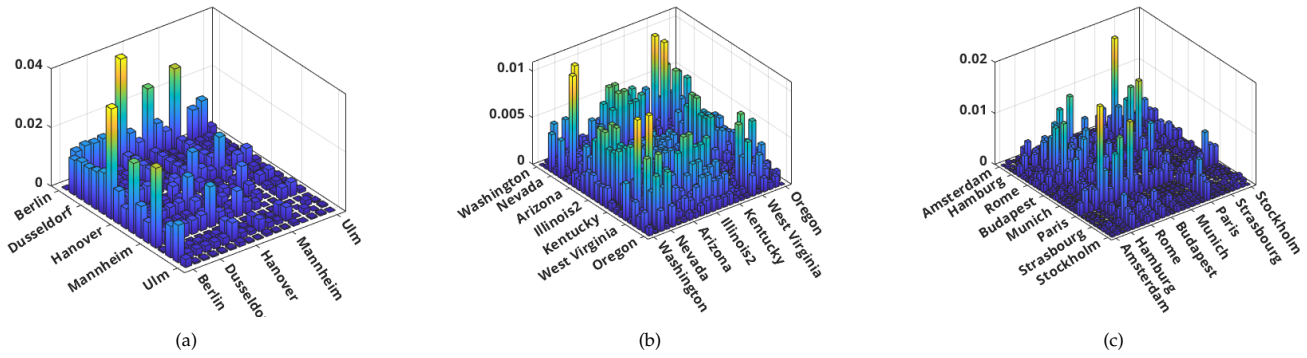 0.04
0.02
0
Berlin
Dusseldorf
Hanover
Mannheim
Ulm
Berlin
Dusseldo
Hanover
Mannheim
Ulm
(a)
0.01
0.005
0
Washington
Nevada
Arizona
Illinois2
Kentucky
West Virginia
Oregon
Washington
Nevada
Arizona
Illinois2
Kentucky
West Virginia
Oregon
(b)
0.02
0.01
0
Amsterdam
Hamburg
Rome
Budapest
Munich
Paris
Strasbourg
Stockholm
Amsterdam
Hamburg
Rome
Budapest
Munich
Paris
Strasbourg
Stockholm
(c)